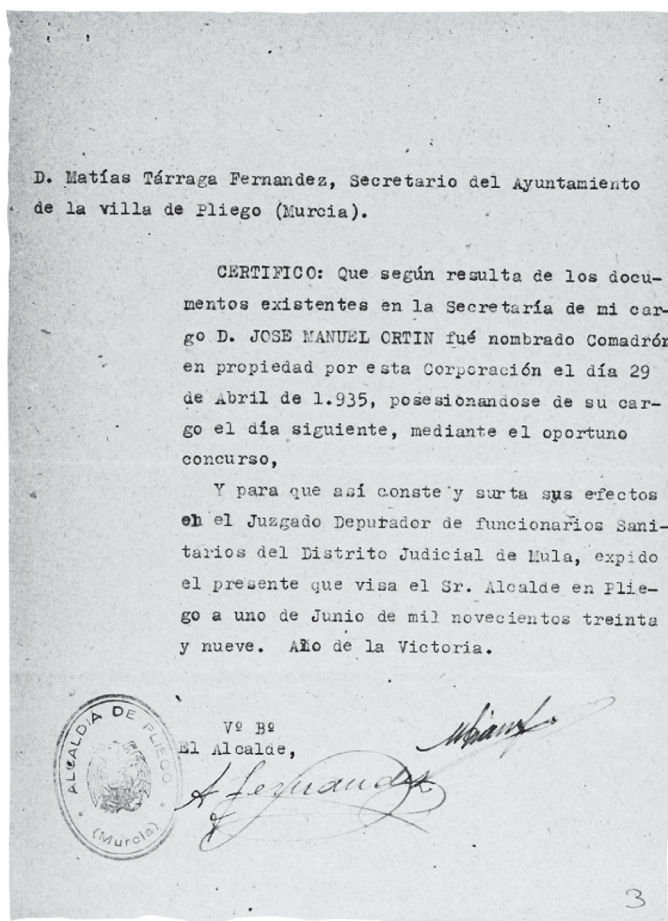 D. Matías Tárraga Fernandez, Secretario del Ayuntamiento
de la villa de Pliego (Murcia).
CERTIFICO: Que según resulta de los docu-
mentos existentes en la Secretaría de mi car-
go D. JOSE MANUEL ORTIN fué nombrado Comadrón
en propiedad por esta Corporación el día 29
de Abril de 1.935, posesionandose de su car-
go el día siguiente, mediante el oportuno
concurso,
Y para que así conste y surta sus efectos
en el Juzgado Depurador de funcionarios Sani-
tarios del Distrito Judicial de Mula, expido
el presente que visa el Sr. Alcalde en Plie-
go a uno de Junio de mil novecientos treinta
y nueve. Año de la Victoria.
Vº Bº
El Alcalde,
A Fernandez
ALCALDIA DE PLIEGO
(Murcia)
3